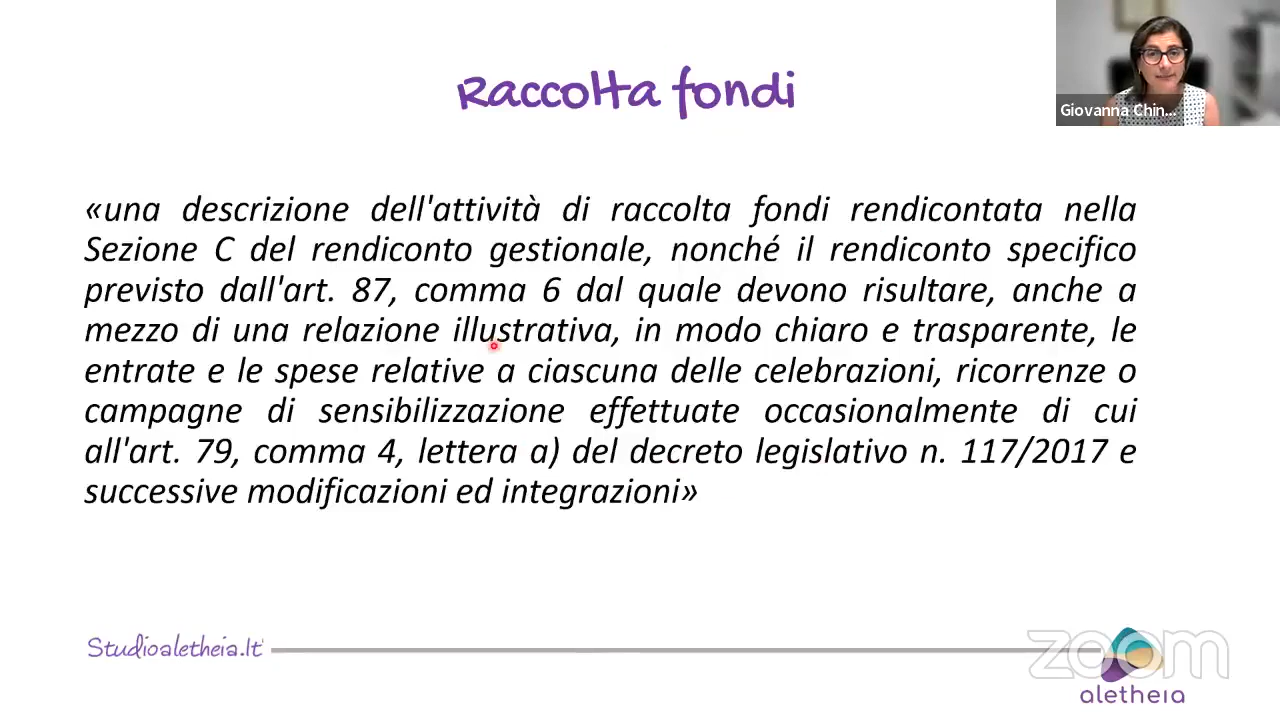 Raccolta fondi
Giovanna Chin...
«una descrizione dell'attività di raccolta fondi rendicontata nella
Sezione C del rendiconto gestionale, nonché il rendiconto specifico
previsto dall'art. 87, comma 6 dal quale devono risultare, anche a
mezzo di una relazione illustrativa, in modo chiaro e trasparente, le
entrate e le spese relative a ciascuna delle celebrazioni, ricorrenze o
campagne di sensibilizzazione effettuate occasionalmente di cui
all'art. 79, comma 4, lettera a) del decreto legislativo n. 117/2017 e
successive modificazioni ed integrazioni»
Studioaletheia.It
zoom
aletheia